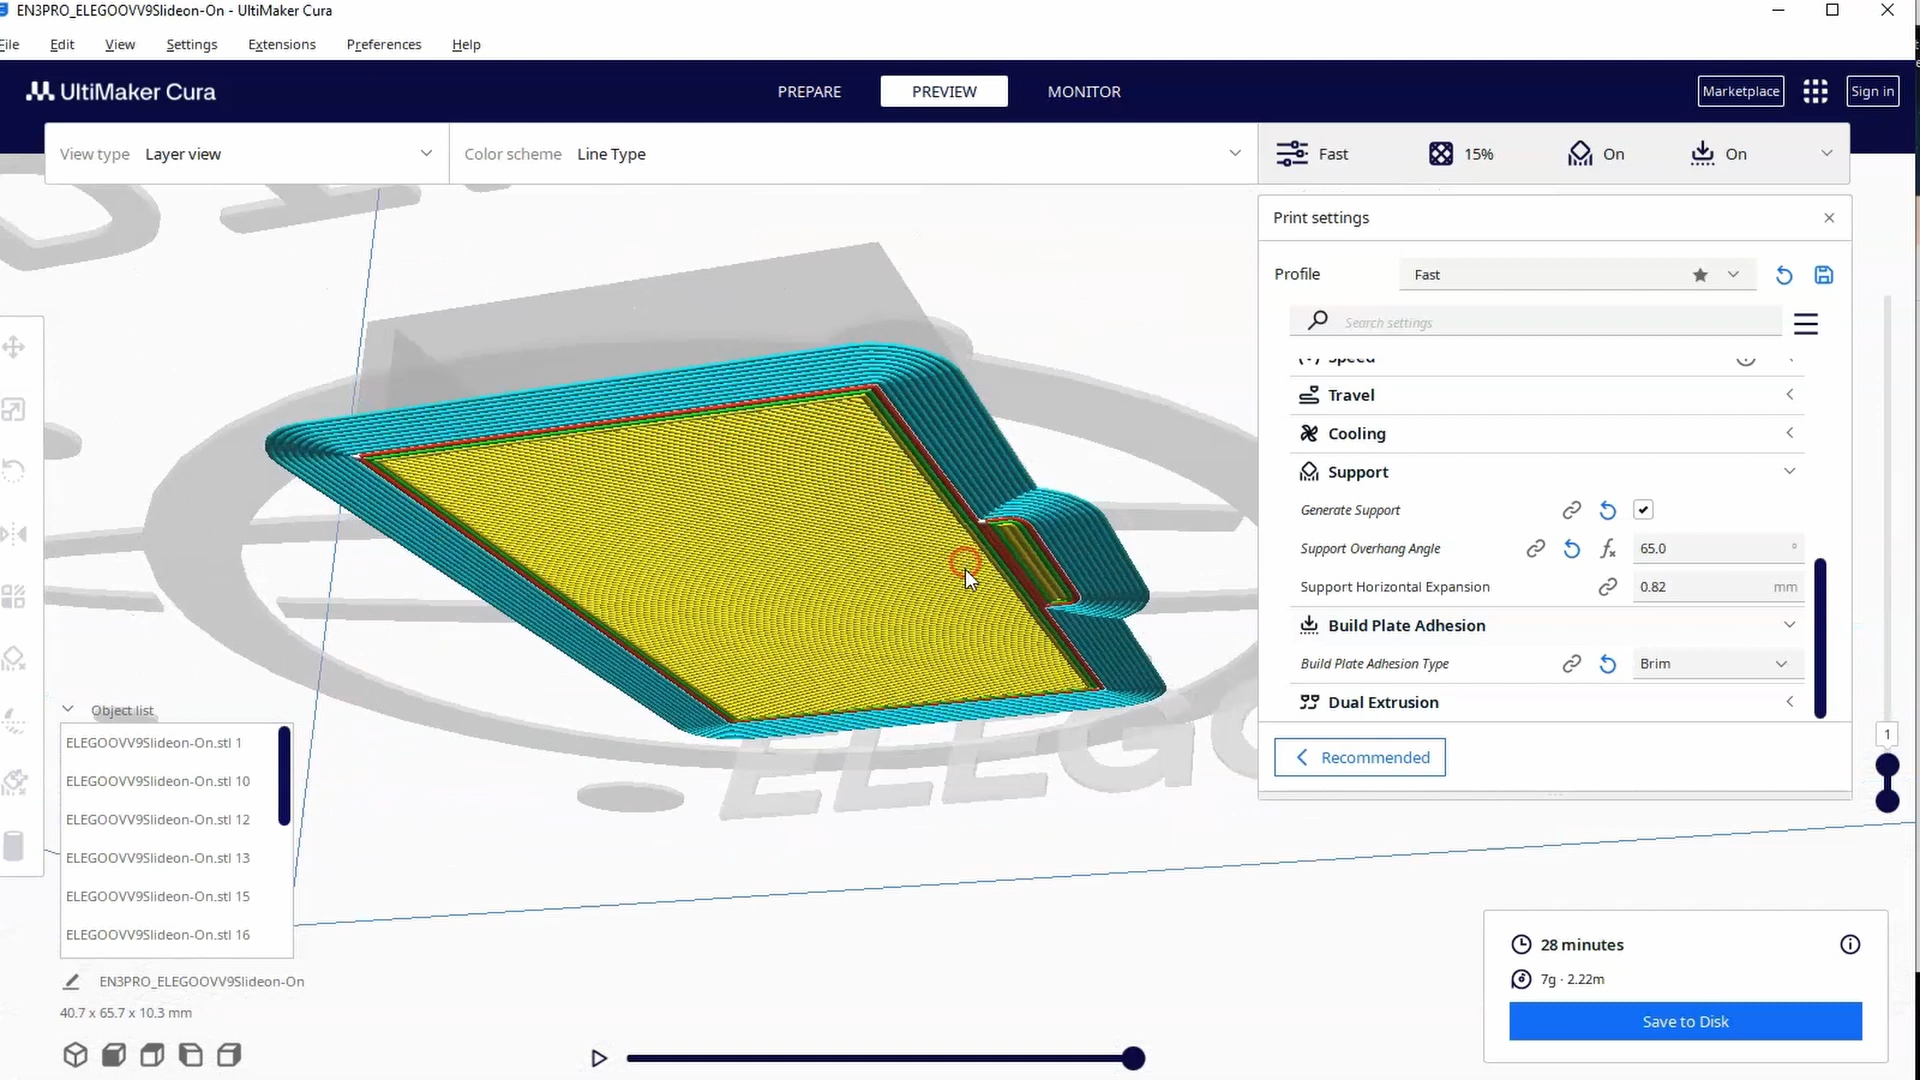 EN3PRO_ELEGOOVV9Slideon-On - UltiMaker Cura
File Edit View Settings Extensions Preferences Help
UltiMaker Cura
PREPARE PREVIEW MONITOR
Marketplace Sign in
View type Layer view
Color scheme Line Type
Fast 15% On On
Print settings
Profile Fast
Search settings
Speed
Travel
Cooling
Support
Generate Support
Support Overhang Angle 65.0 °
Support Horizontal Expansion 0.82 mm
Build Plate Adhesion
Build Plate Adhesion Type Brim
Dual Extrusion
Recommended
1
ELEGO
Object list
ELEGOOVV9Slideon-On.stl 1
ELEGOOVV9Slideon-On.stl 10
ELEGOOVV9Slideon-On.stl 12
ELEGOOVV9Slideon-On.stl 13
ELEGOOVV9Slideon-On.stl 15
ELEGOOVV9Slideon-On.stl 16
EN3PRO_ELEGOOVV9Slideon-On
40.7 x 65.7 x 10.3 mm
28 minutes
7g · 2.22m
Save to Disk